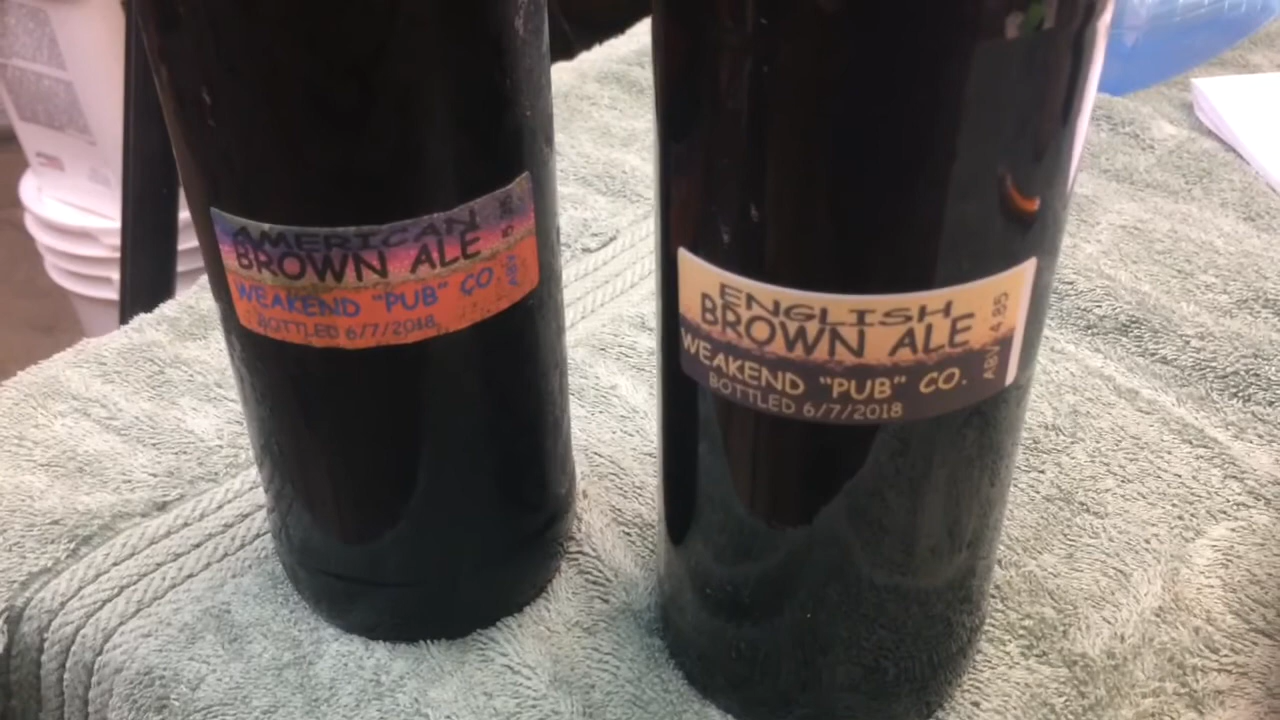 AMERICAN
BROWN ALE
WEAKEND "PUB" CO
BOTTLED 6/7/2018
ABV
ENGLISH
BROWN ALE
WEAKEND "PUB" CO.
BOTTLED 6/7/2018
ABV 4.85